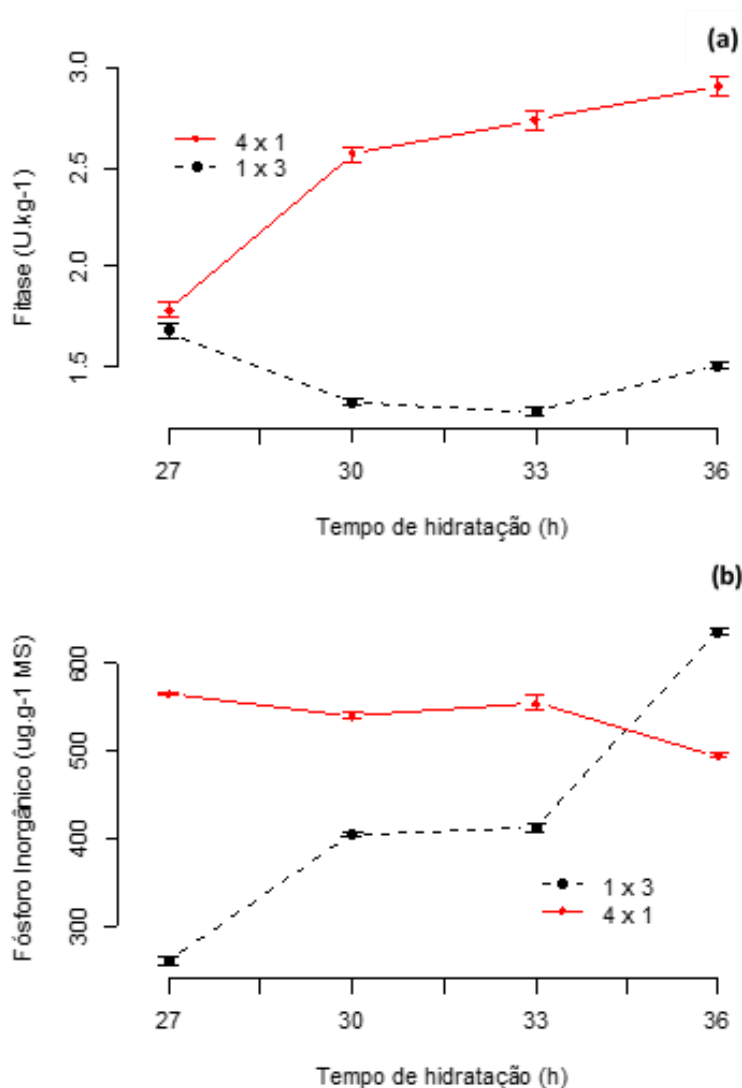 (a)
Fitase (U.kg-1)
3.0
2.5
2.0
1.5
4 x 1
1 x 3
27 30 33 36
Tempo de hidratação (h)
(b)
Fósforo Inorgânico (ug.g-1 MS)
600
500
400
300
1 x 3
4 x 1
27 30 33 36
Tempo de hidratação (h)